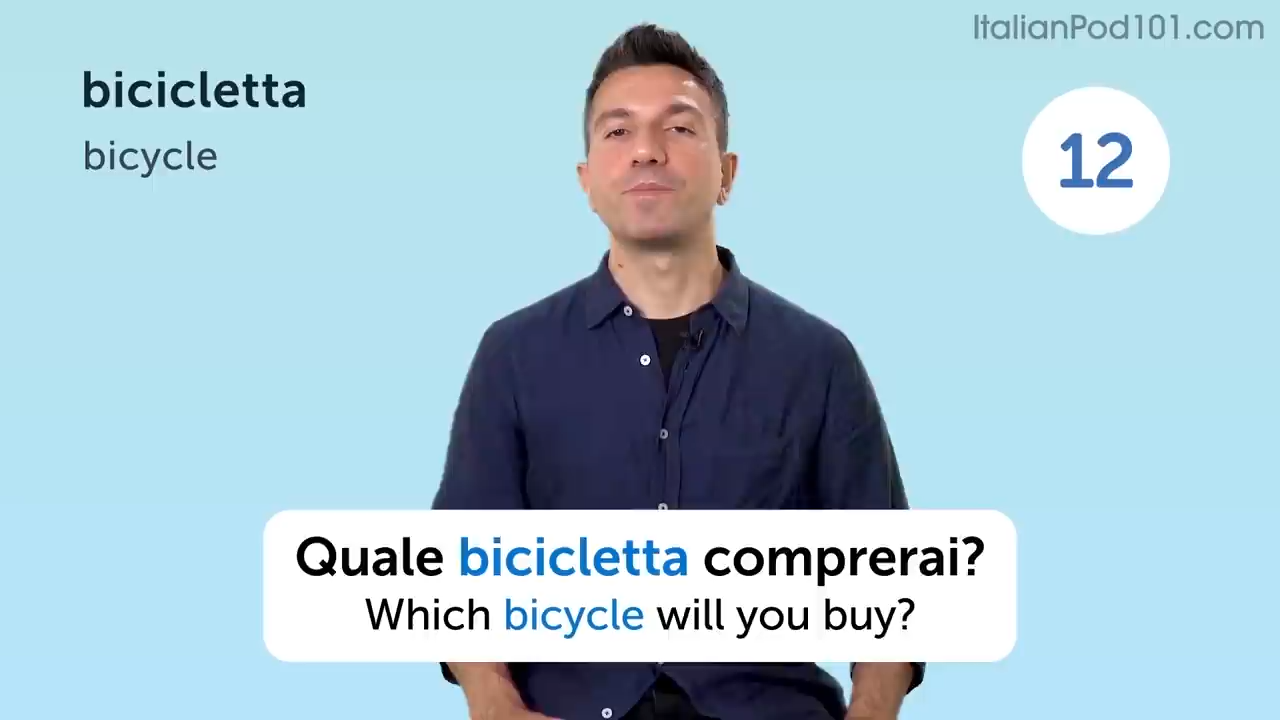 ItalianPod101.com
bicicletta
bicycle
12
Quale bicicletta comprerai?
Which bicycle will you buy?